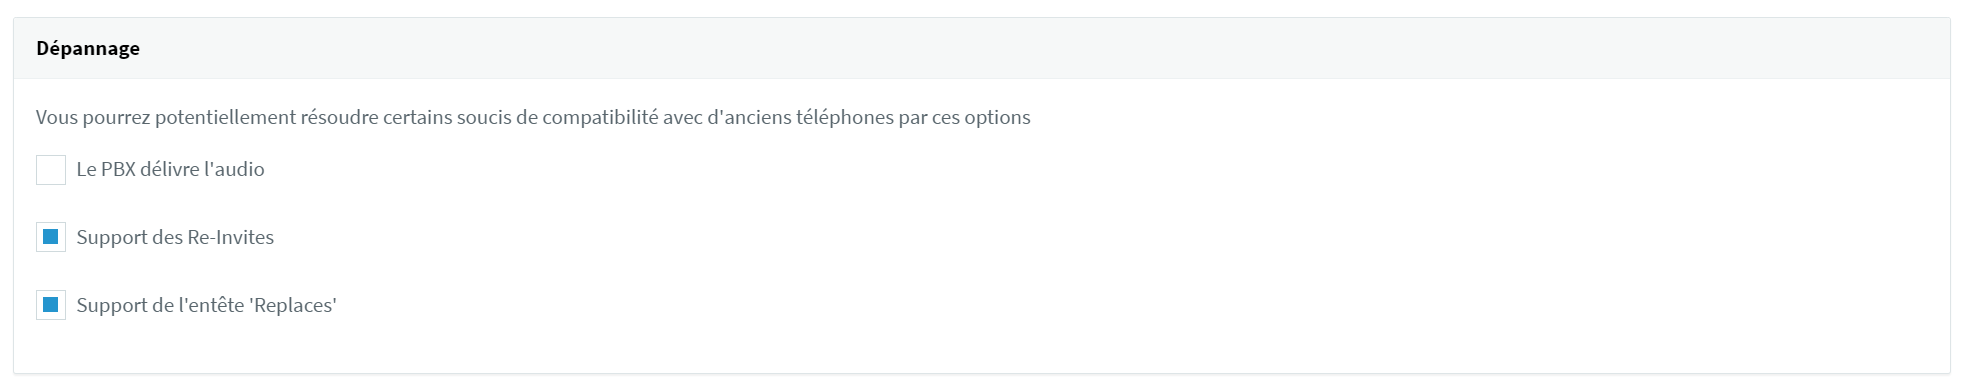 Dépannage
Vous pourrez potentiellement résoudre certains soucis de compatibilité avec d'anciens téléphones par ces options
Le PBX délivre l'audio
Support des Re-Invites
Support de l'entête 'Replaces'